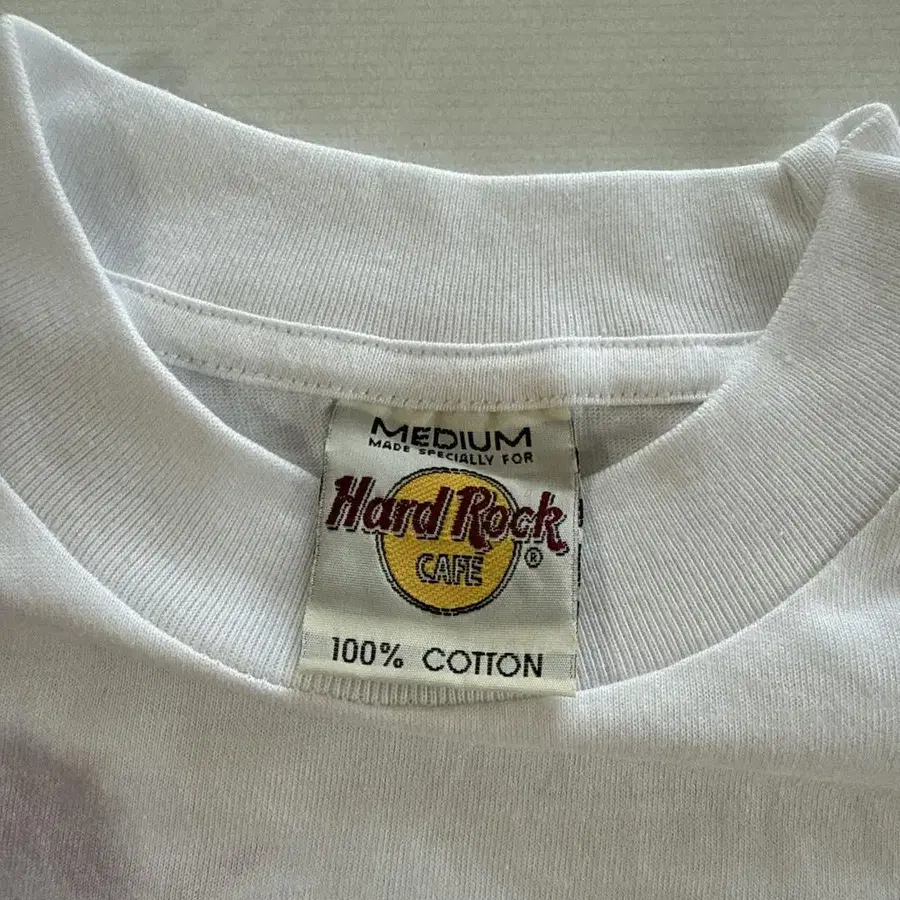 MEDIUM
MADE SPECIALLY FOR
Hard Rock
CAFE ®
100% COTTON